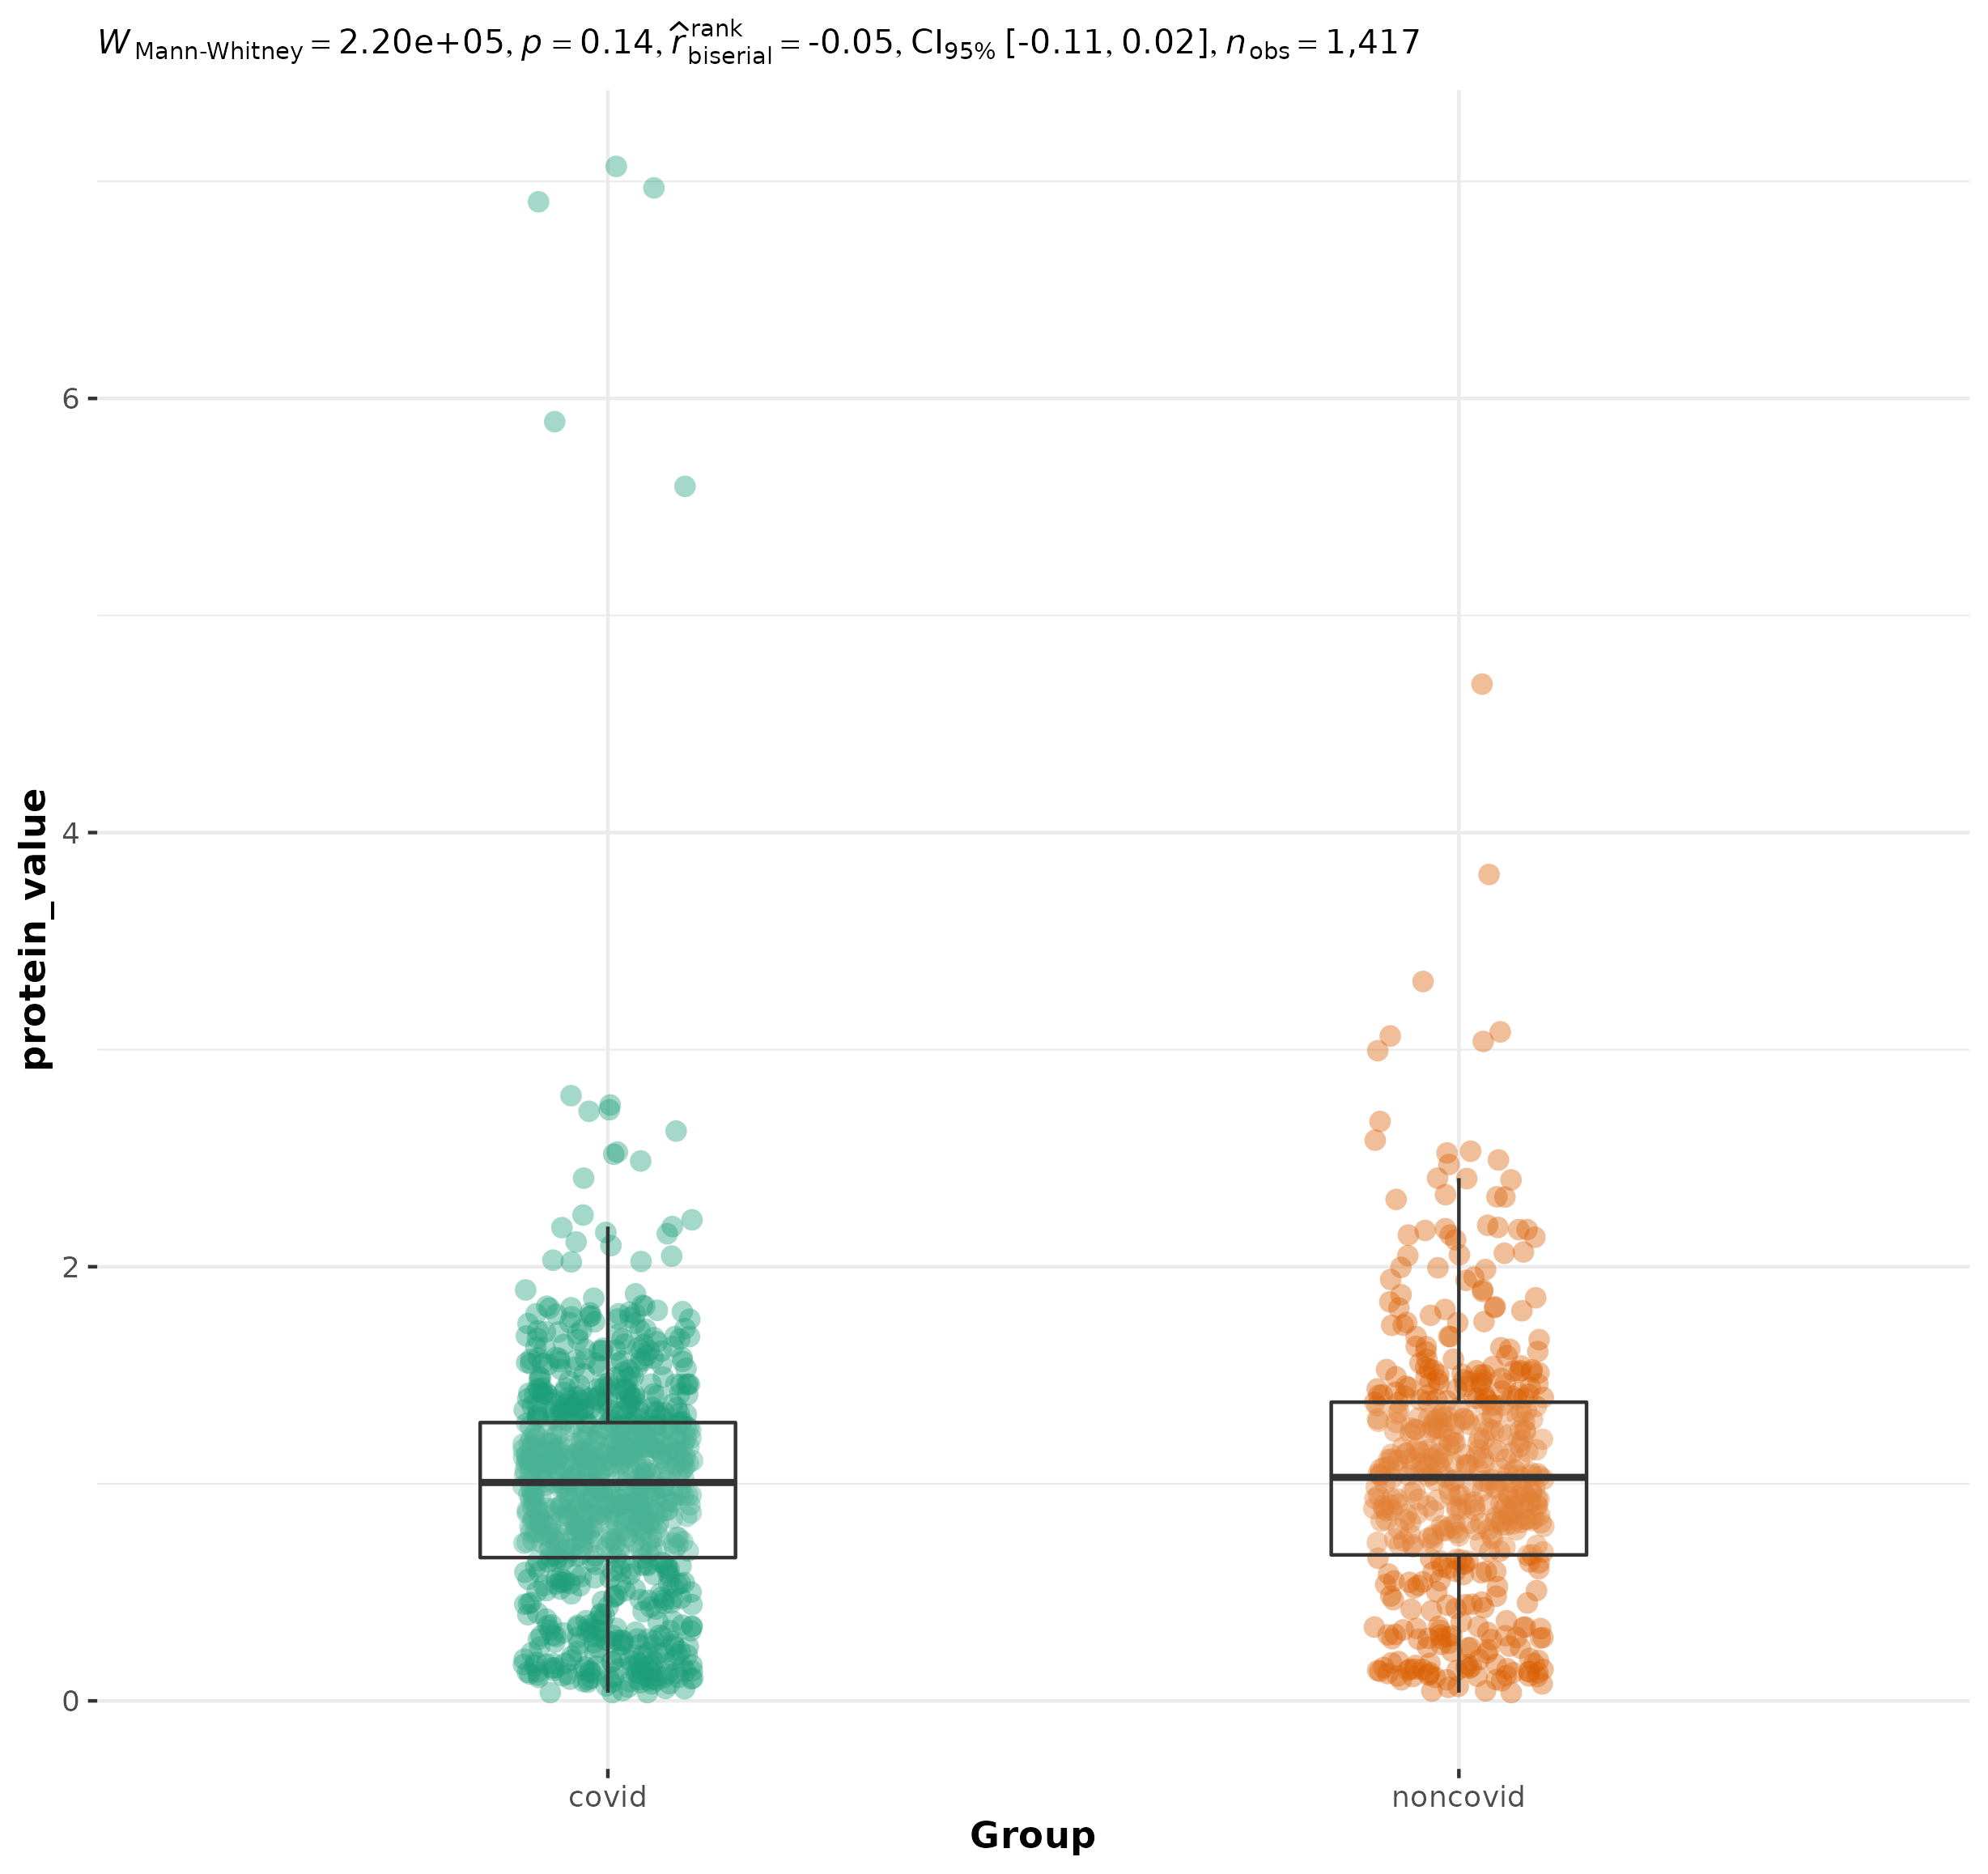 W Mann-Whitney = 2.20e+05, p = 0.14, r̂ rank biserial = -0.05, CI95% [-0.11, 0.02], nobs = 1,417
6
4
2
0
protein_value
covid noncovid
Group